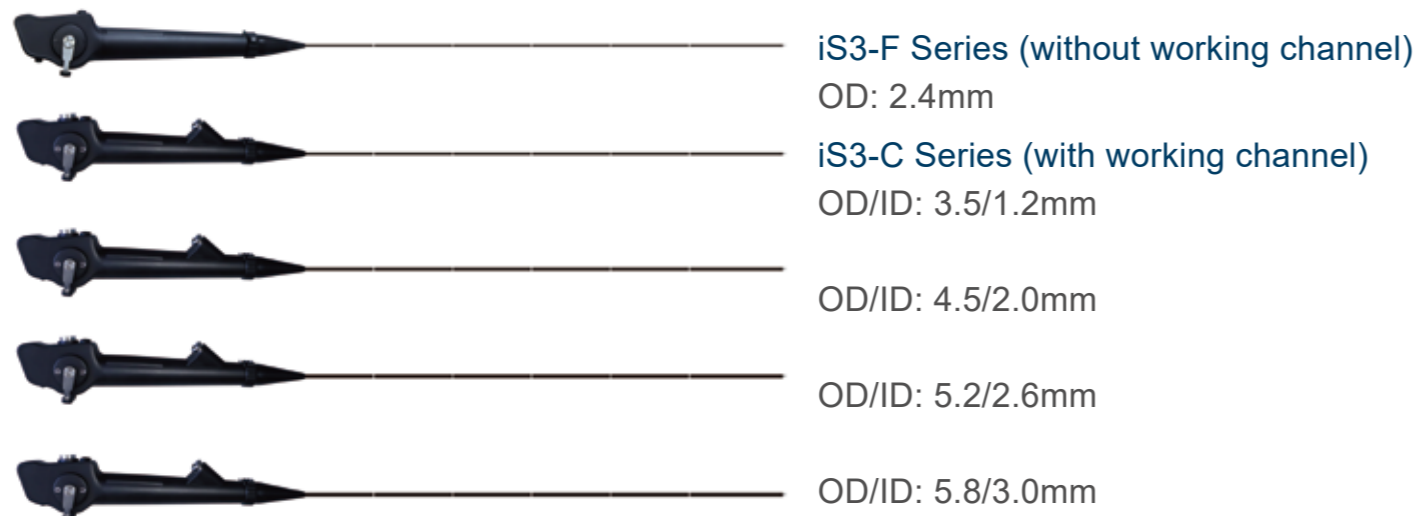 iS3-F Series (without working channel)
OD: 2.4mm
iS3-C Series (with working channel)
OD/ID: 3.5/1.2mm
OD/ID: 4.5/2.0mm
OD/ID: 5.2/2.6mm
OD/ID: 5.8/3.0mm